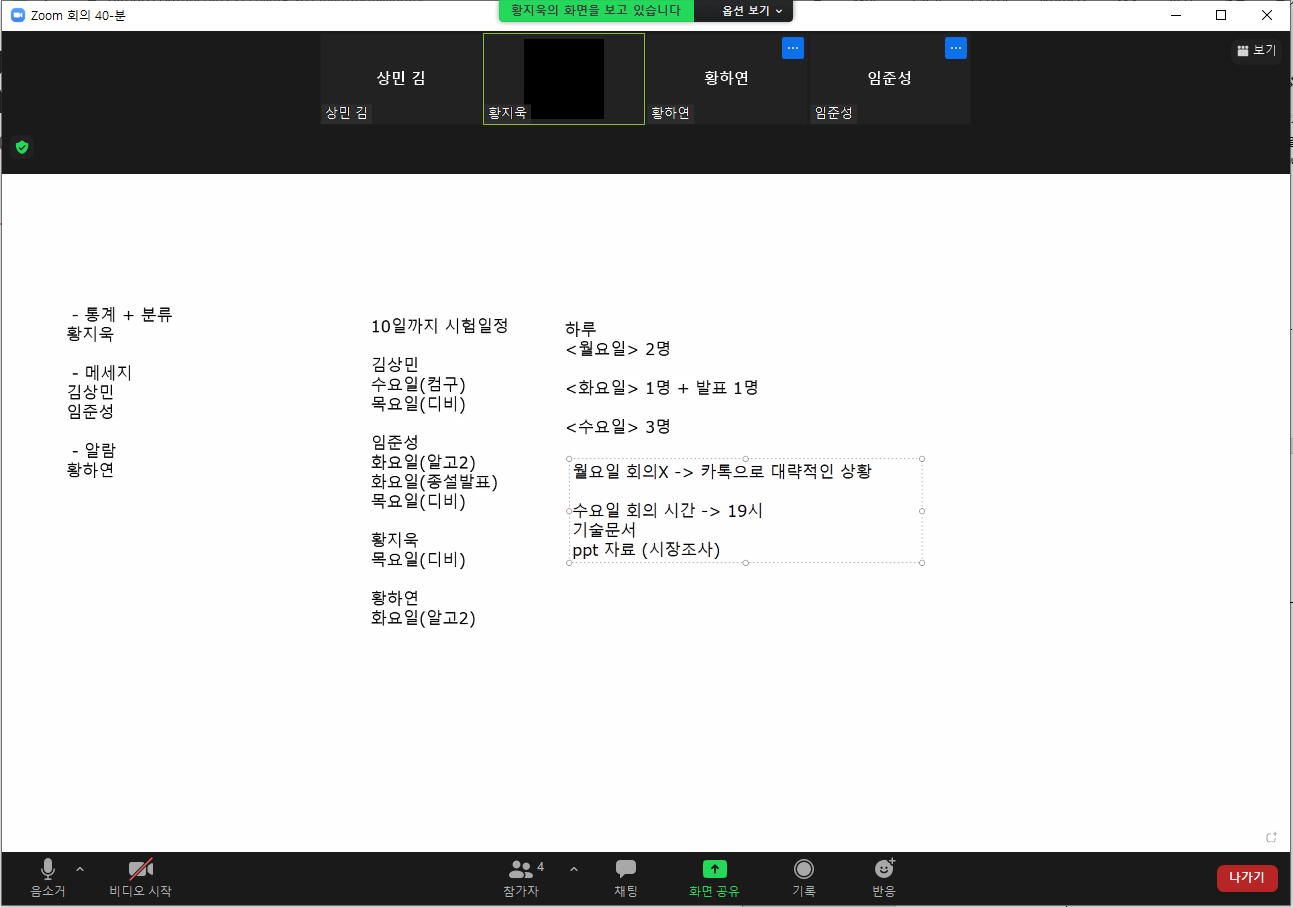 Zoom 회의 40-분
황지욱의 화면을 보고 있습니다
옵션 보기
상민 김
상민 김
황지욱
황하연
황하연
임준성
임준성
보기
- 통계 + 분류
황지욱
- 메세지
김상민
임준성
- 알람
황하연
10일까지 시험일정
김상민
수요일(컴구)
목요일(디비)
임준성
화요일(알고2)
화요일(종설발표)
목요일(디비)
황지욱
목요일(디비)
황하연
화요일(알고2)
하루
<월요일> 2명
<화요일> 1명 + 발표 1명
<수요일> 3명
월요일 회의X -> 카톡으로 대략적인 상황
수요일 회의 시간 -> 19시
기술문서
ppt 자료 (시장조사)
음소거
비디오 시작
4
참가자
채팅
화면 공유
기록
반응
나가기